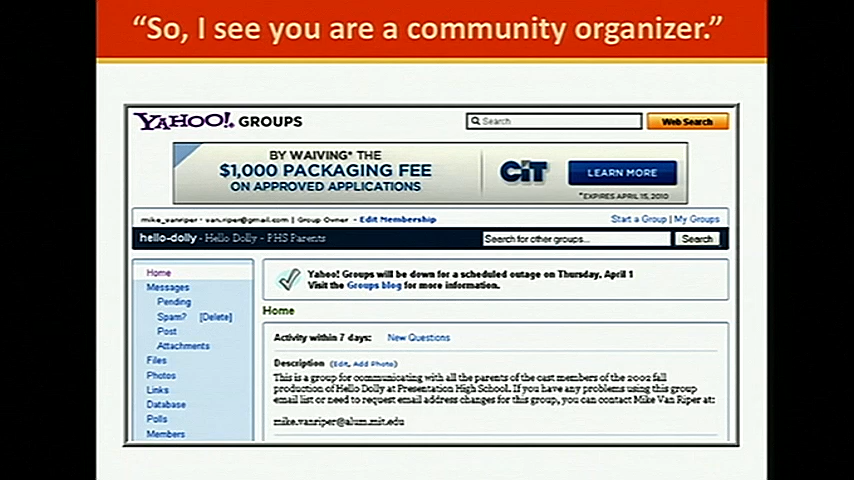 “So, I see you are a community organizer.”
YAHOO! GROUPS
Search
Web Search
BY WAIVING* THE
$1,000 PACKAGING FEE
ON APPROVED APPLICATIONS
CIT
LEARN MORE
*EXPIRES APRIL 15, 2010
mike_vanriper - van.riper@gmail.com | Group Owner - Edit Membership
Start a Group | My Groups
hello-dolly - Hello Dolly - PHS Parents
Search for other groups...
Search
Home
Messages
Pending
Spam? [Delete]
Post
Attachments
Files
Photos
Links
Database
Polls
Members
Yahoo! Groups will be down for a scheduled outage on Thursday, April 1
Visit the Groups blog for more information.
Home
Activity within 7 days: New Questions
Description (Edit, Add Photo)
This is a group for communicating with all the parents of the cast members of the 2002 fall
production of Hello Dolly at Presentation High School. If you have any problems using this group
email list or need to request email address changes for this group, you can contact Mike Van Riper at:
mike.vanriper@alum.mit.edu